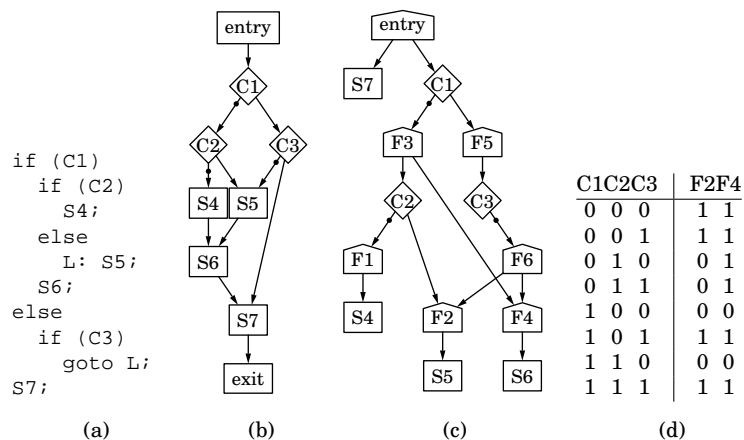 if (C1)
if (C2)
S4;
else
L: S5;
S6;
else
if (C3)
goto L;
S7;
(a)
entry
C1
C2
C3
S4
S5
S6
S7
exit
(b)
entry
S7
C1
F3
F5
C2
C3
F1
F6
S4
F2
F4
S5
S6
(c)
C1C2C3 F2F4
0 0 0 1 1
0 0 1 1 1
0 1 0 0 1
0 1 1 0 1
1 0 0 0 0
1 0 1 1 1
1 1 0 0 0
1 1 1 1 1
(d)